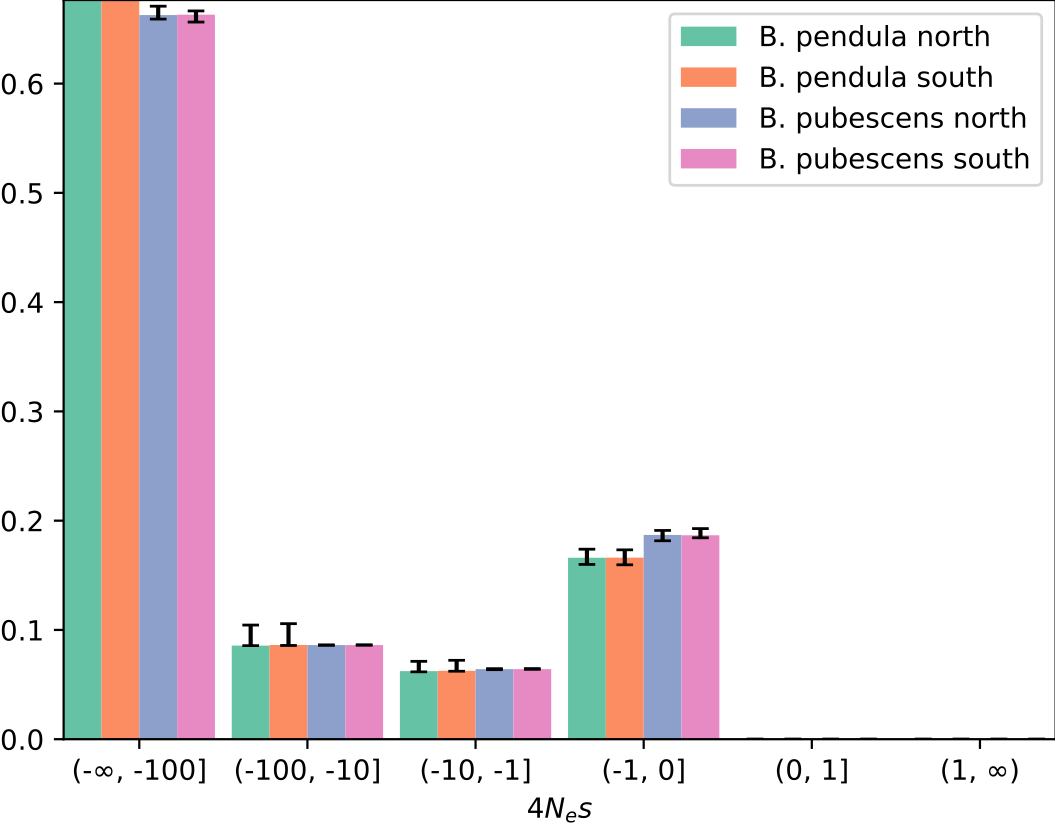 B. pendula north
B. pendula south
B. pubescens north
B. pubescens south
0.6
0.5
0.4
0.3
0.2
0.1
0.0
(-∞, -100] (-100, -10] (-10, -1] (-1, 0] (0, 1] (1, ∞)
4Nₑs